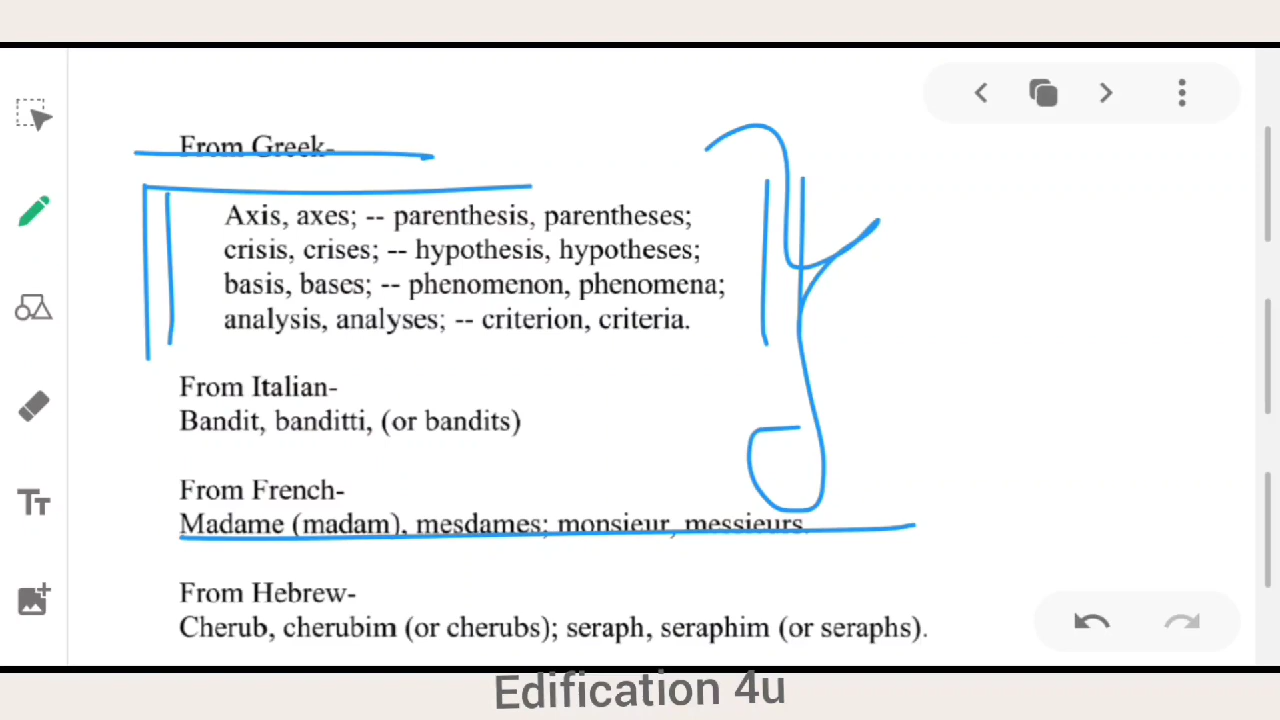 From Greek-
Axis, axes; -- parenthesis, parentheses;
crisis, crises; -- hypothesis, hypotheses;
basis, bases; -- phenomenon, phenomena;
analysis, analyses; -- criterion, criteria.
From Italian-
Bandit, banditti, (or bandits)
From French-
Madame (madam), mesdames; monsieur, messieurs.
From Hebrew-
Cherub, cherubim (or cherubs); seraph, seraphim (or seraphs).
Edification 4u